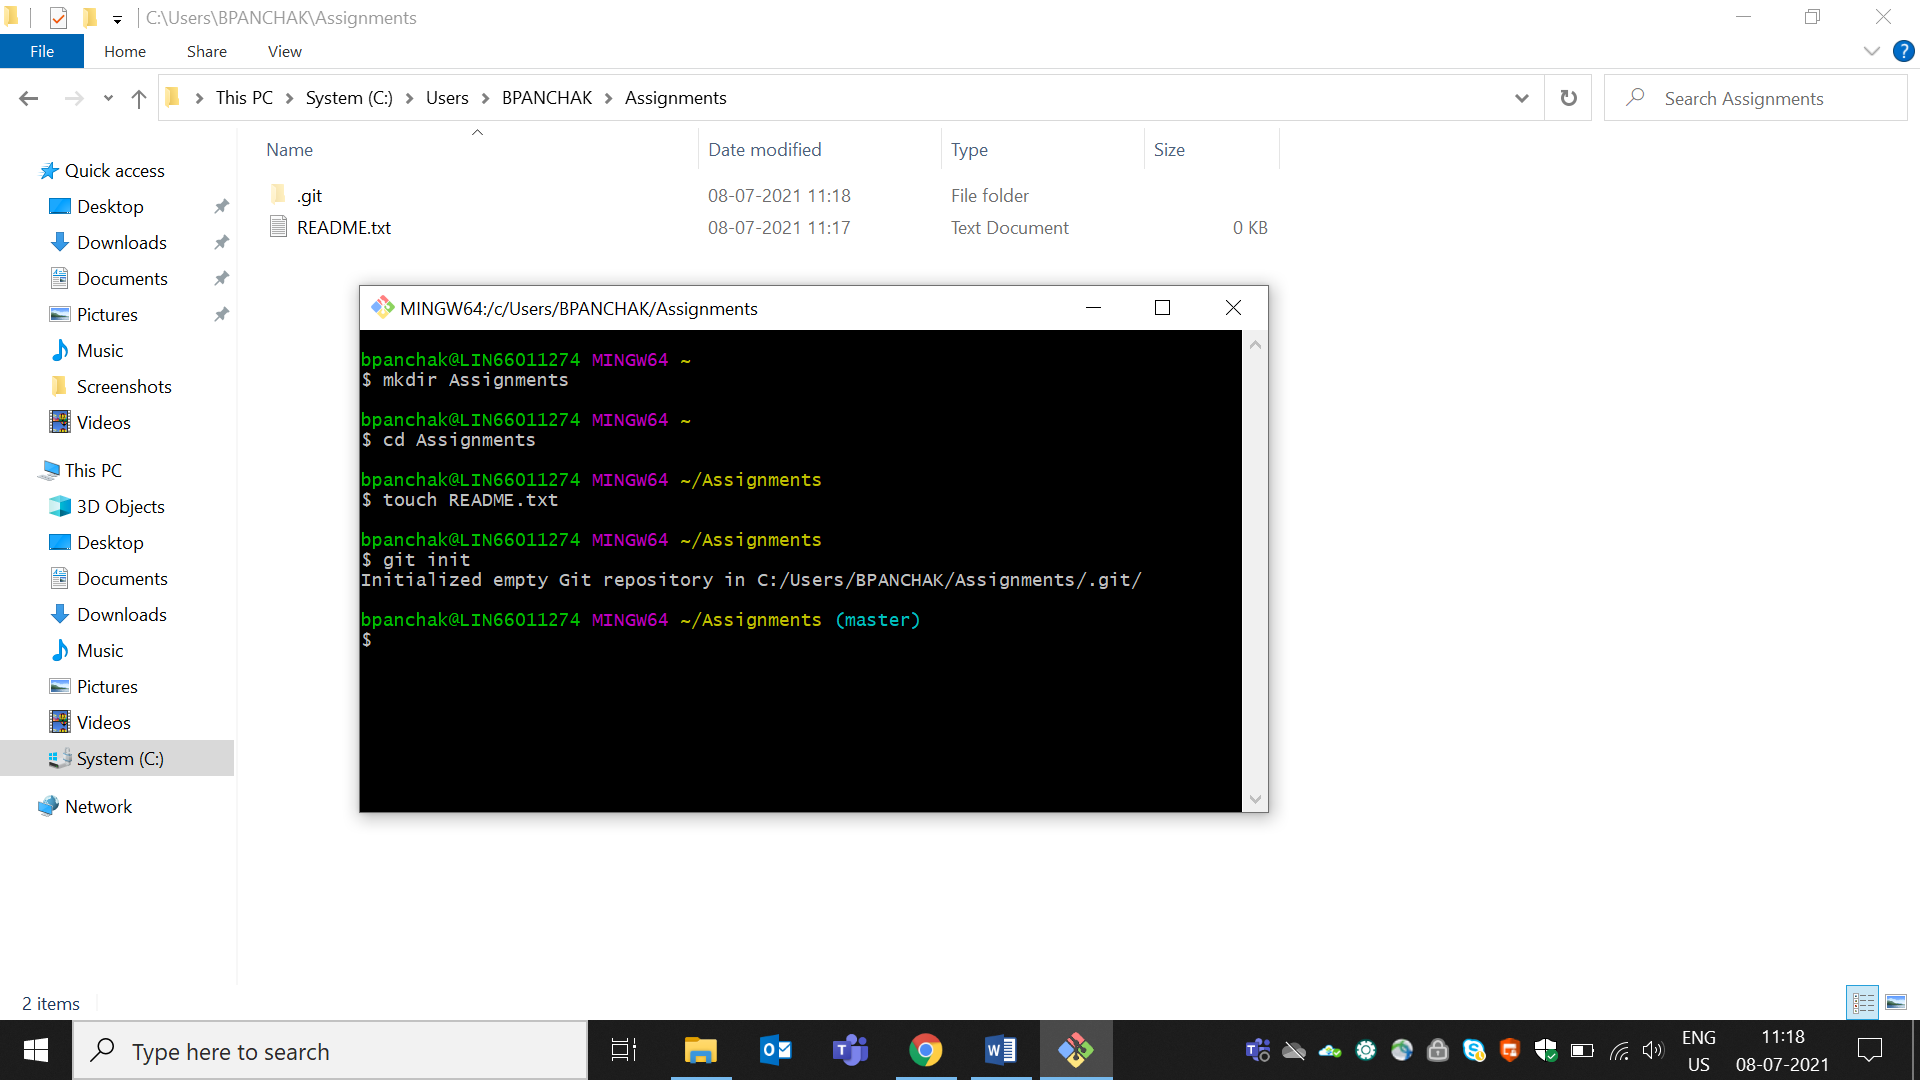 C:\Users\BPANCHAK\Assignments
File Home Share View
This PC System (C:) Users BPANCHAK Assignments
Search Assignments
Name Date modified Type Size
.git 08-07-2021 11:18 File folder
README.txt 08-07-2021 11:17 Text Document 0 KB
Quick access
Desktop
Downloads
Documents
Pictures
Music
Screenshots
Videos
This PC
3D Objects
Desktop
Documents
Downloads
Music
Pictures
Videos
System (C:)
Network
MINGW64:/c/Users/BPANCHAK/Assignments
bpanchak@LIN66011274 MINGW64 ~
$ mkdir Assignments
bpanchak@LIN66011274 MINGW64 ~
$ cd Assignments
bpanchak@LIN66011274 MINGW64 ~/Assignments
$ touch README.txt
bpanchak@LIN66011274 MINGW64 ~/Assignments
$ git init
Initialized empty Git repository in C:/Users/BPANCHAK/Assignments/.git/
bpanchak@LIN66011274 MINGW64 ~/Assignments (master)
$
2 items
Type here to search
ENG
US
11:18
08-07-2021